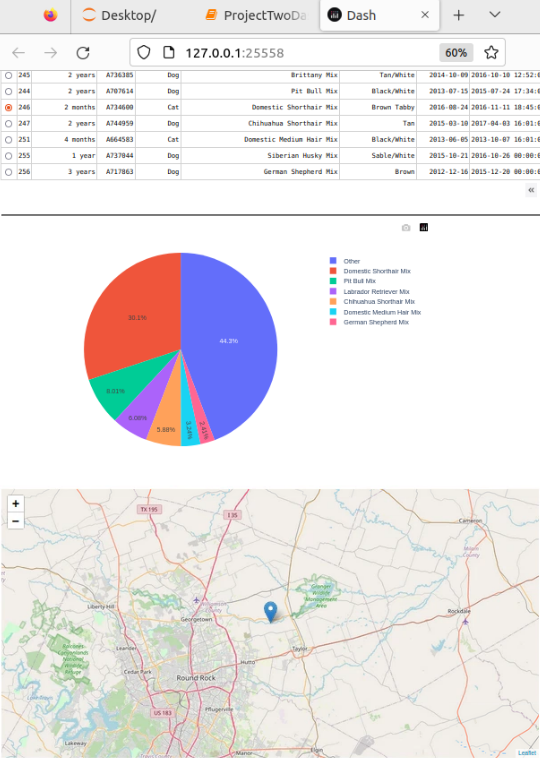 Desktop/ ProjectTwoDa Dash
127.0.0.1:25558 60%
245 2 years A736385 Dog Brittany Mix Tan/White 2014-10-09 2016-10-10 12:52:0
244 2 years A707614 Dog Pit Bull Mix Black/White 2013-07-15 2015-07-24 17:34:0
246 2 months A734600 Cat Domestic Shorthair Mix Brown Tabby 2016-08-24 2016-11-11 18:45:0
247 2 years A744959 Dog Chihuahua Shorthair Mix Tan 2015-03-10 2017-04-03 16:01:0
251 4 months A664583 Cat Domestic Medium Hair Mix Black/White 2013-06-05 2013-10-07 16:01:0
255 1 year A737044 Dog Siberian Husky Mix Sable/White 2015-10-21 2016-10-26 00:00:0
256 3 years A717863 Dog German Shepherd Mix Brown 2012-12-16 2015-12-20 00:00:0
«
Other
Domestic Shorthair Mix
Pit Bull Mix
Labrador Retriever Mix
Chihuahua Shorthair Mix
Domestic Medium Hair Mix
German Shepherd Mix
30.1%
44.3%
8.01%
6.08%
5.88%
3.24%
2.41%
+
−
TX 195
I 35
Cameron
Milam County
Granger Wildlife Management Area
Liberty Hill
Georgetown
Rockdale
Leander
Hutto
Taylor
Cedar Park
Round Rock
US 183
Pflugerville
Lakeway
Manor
Elgin
Leaflet